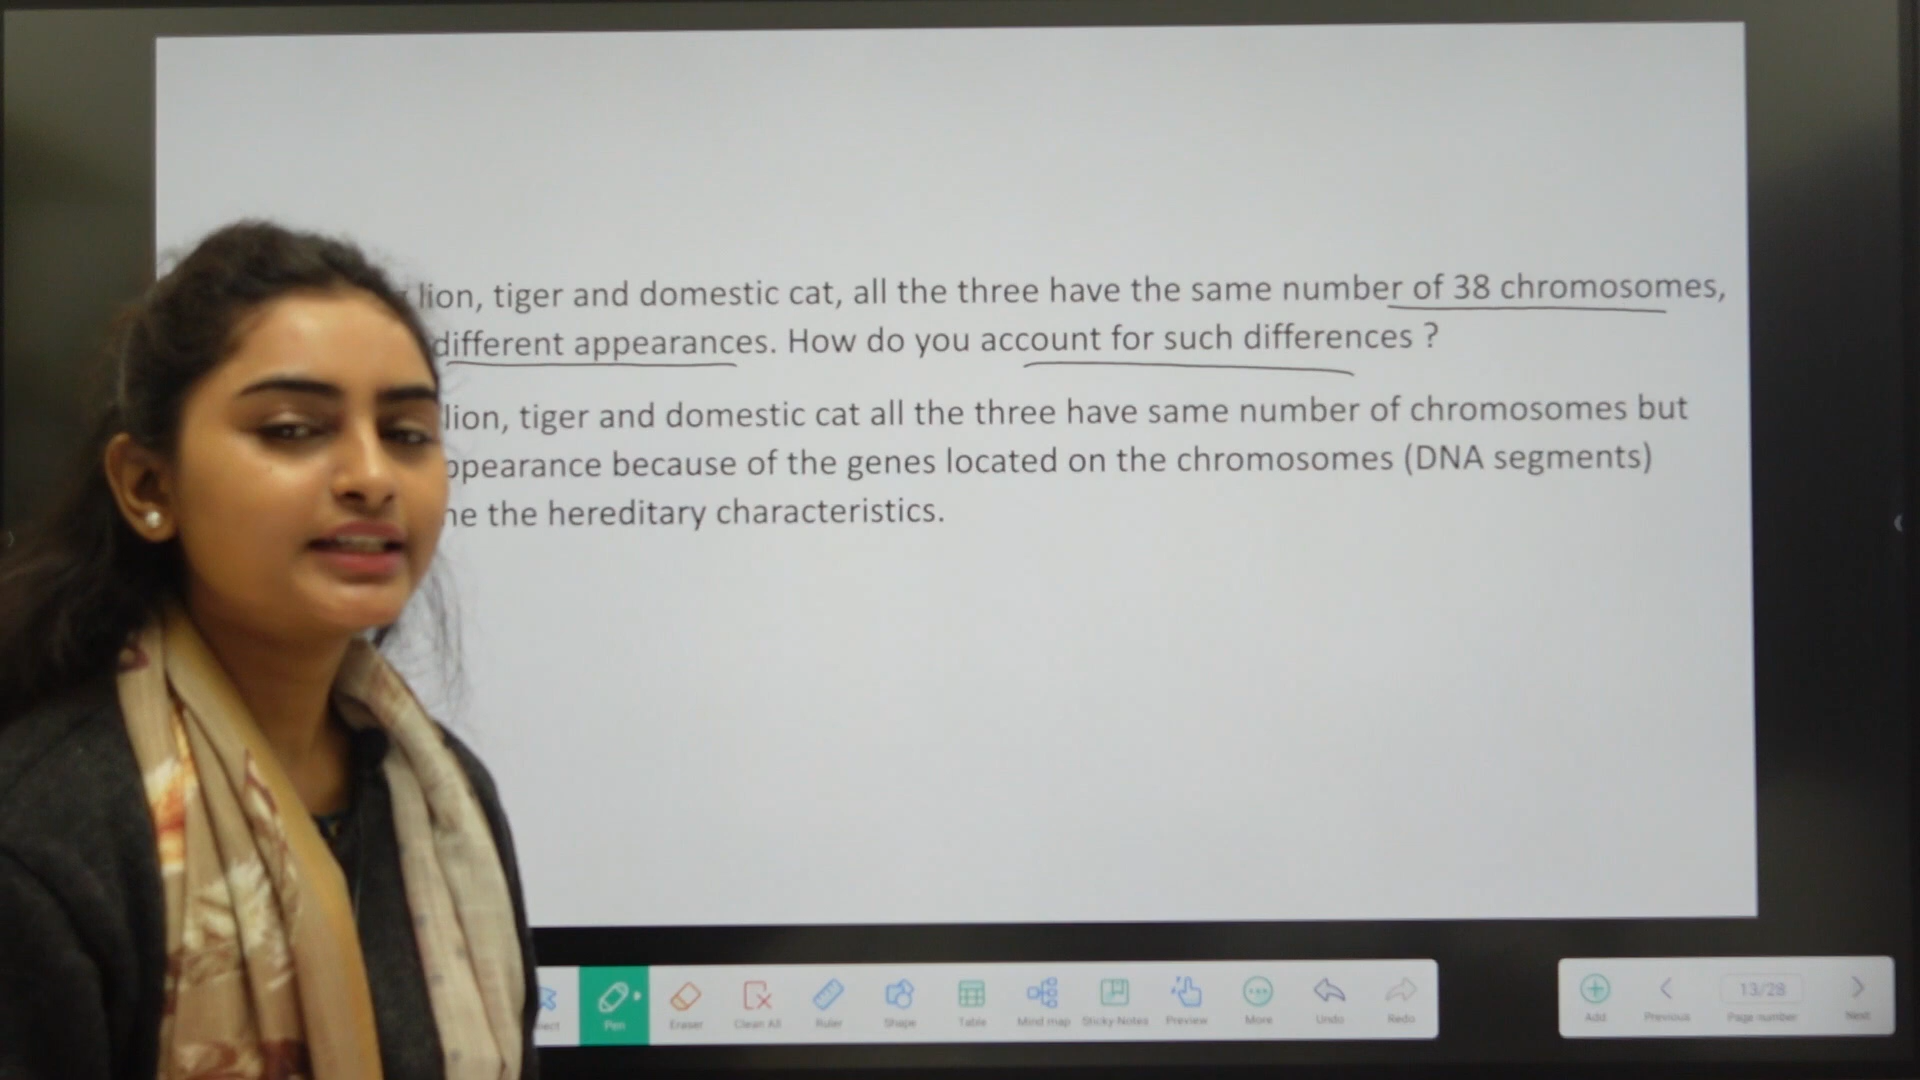 lion, tiger and domestic cat, all the three have the same number of 38 chromosomes,
different appearances. How do you account for such differences ?
lion, tiger and domestic cat all the three have same number of chromosomes but
ppearance because of the genes located on the chromosomes (DNA segments)
ne the hereditary characteristics.
Pen
Eraser
Clean All
Ruler
Shape
Table
Mind map
Sticky Notes
Preview
More
Undo
Redo
Add
Previous
13/28
Page number
Next